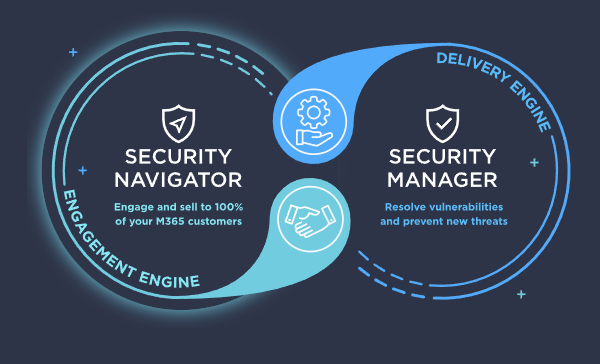 DELIVERY ENGINE
SECURITY
NAVIGATOR
Engage and sell to 100%
of your M365 customers
ENGAGEMENT ENGINE
SECURITY
MANAGER
Resolve vulnerabilities
and prevent new threats